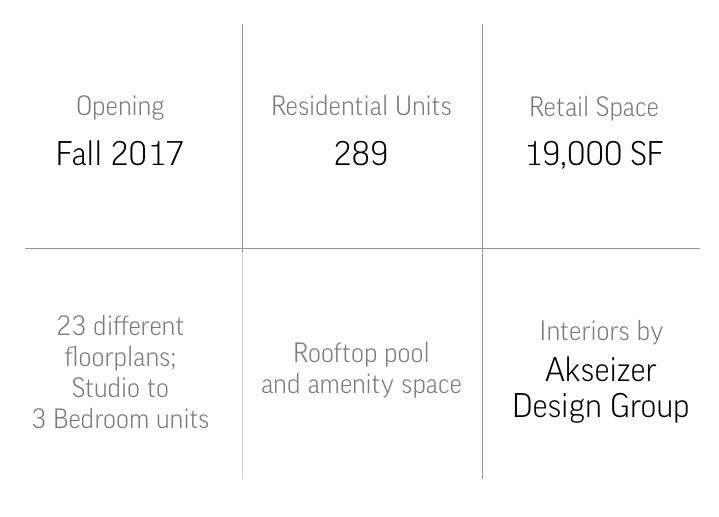 Opening
Fall 2017
Residential Units
289
Retail Space
19,000 SF
23 different
floorplans;
Studio to
3 Bedroom units
Rooftop pool
and amenity space
Interiors by
Akseizer
Design Group